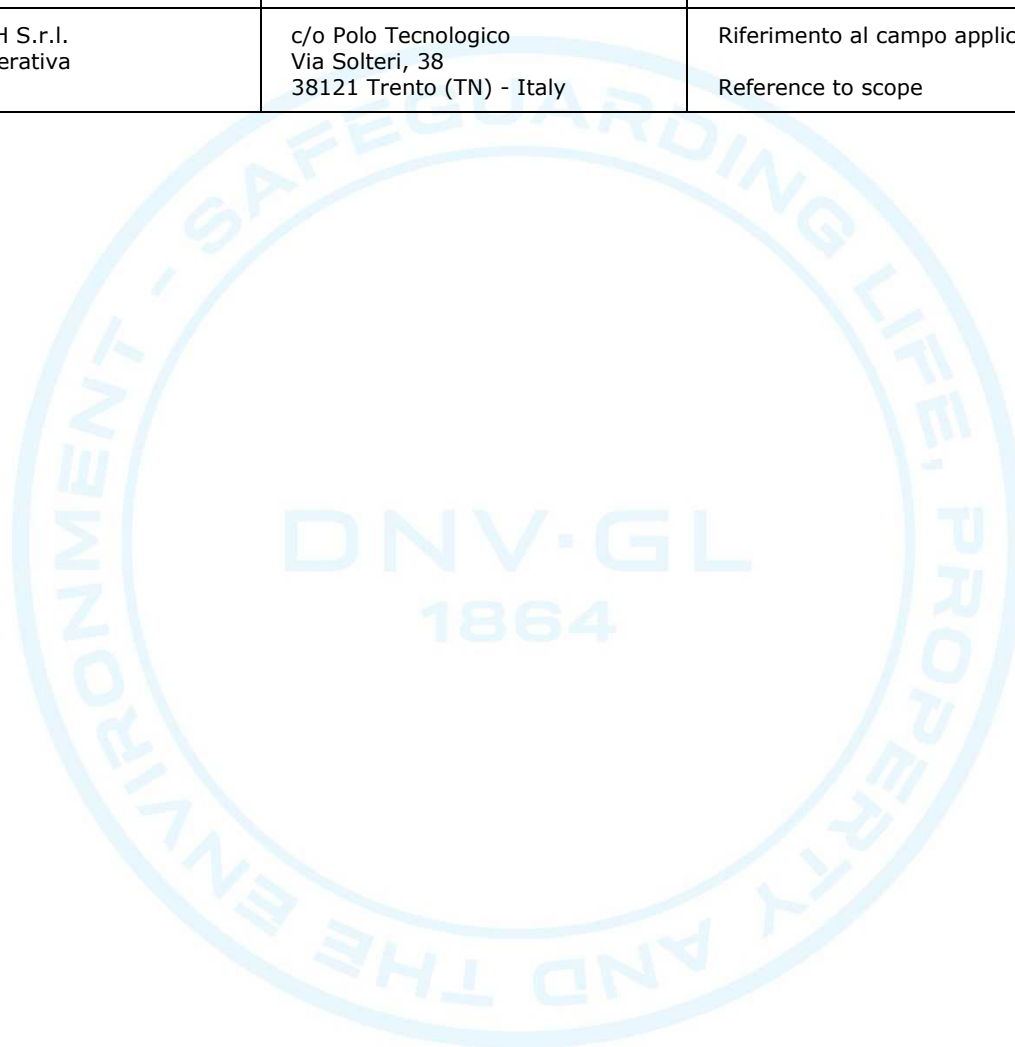 H S.r.l.
erativa
c/o Polo Tecnologico
Via Solteri, 38
38121 Trento (TN) - Italy
Riferimento al campo applic
Reference to scope
SAFEGUARDING LIFE, PROPERTY AND THE ENVIRONMENT -
DNV·GL
1864